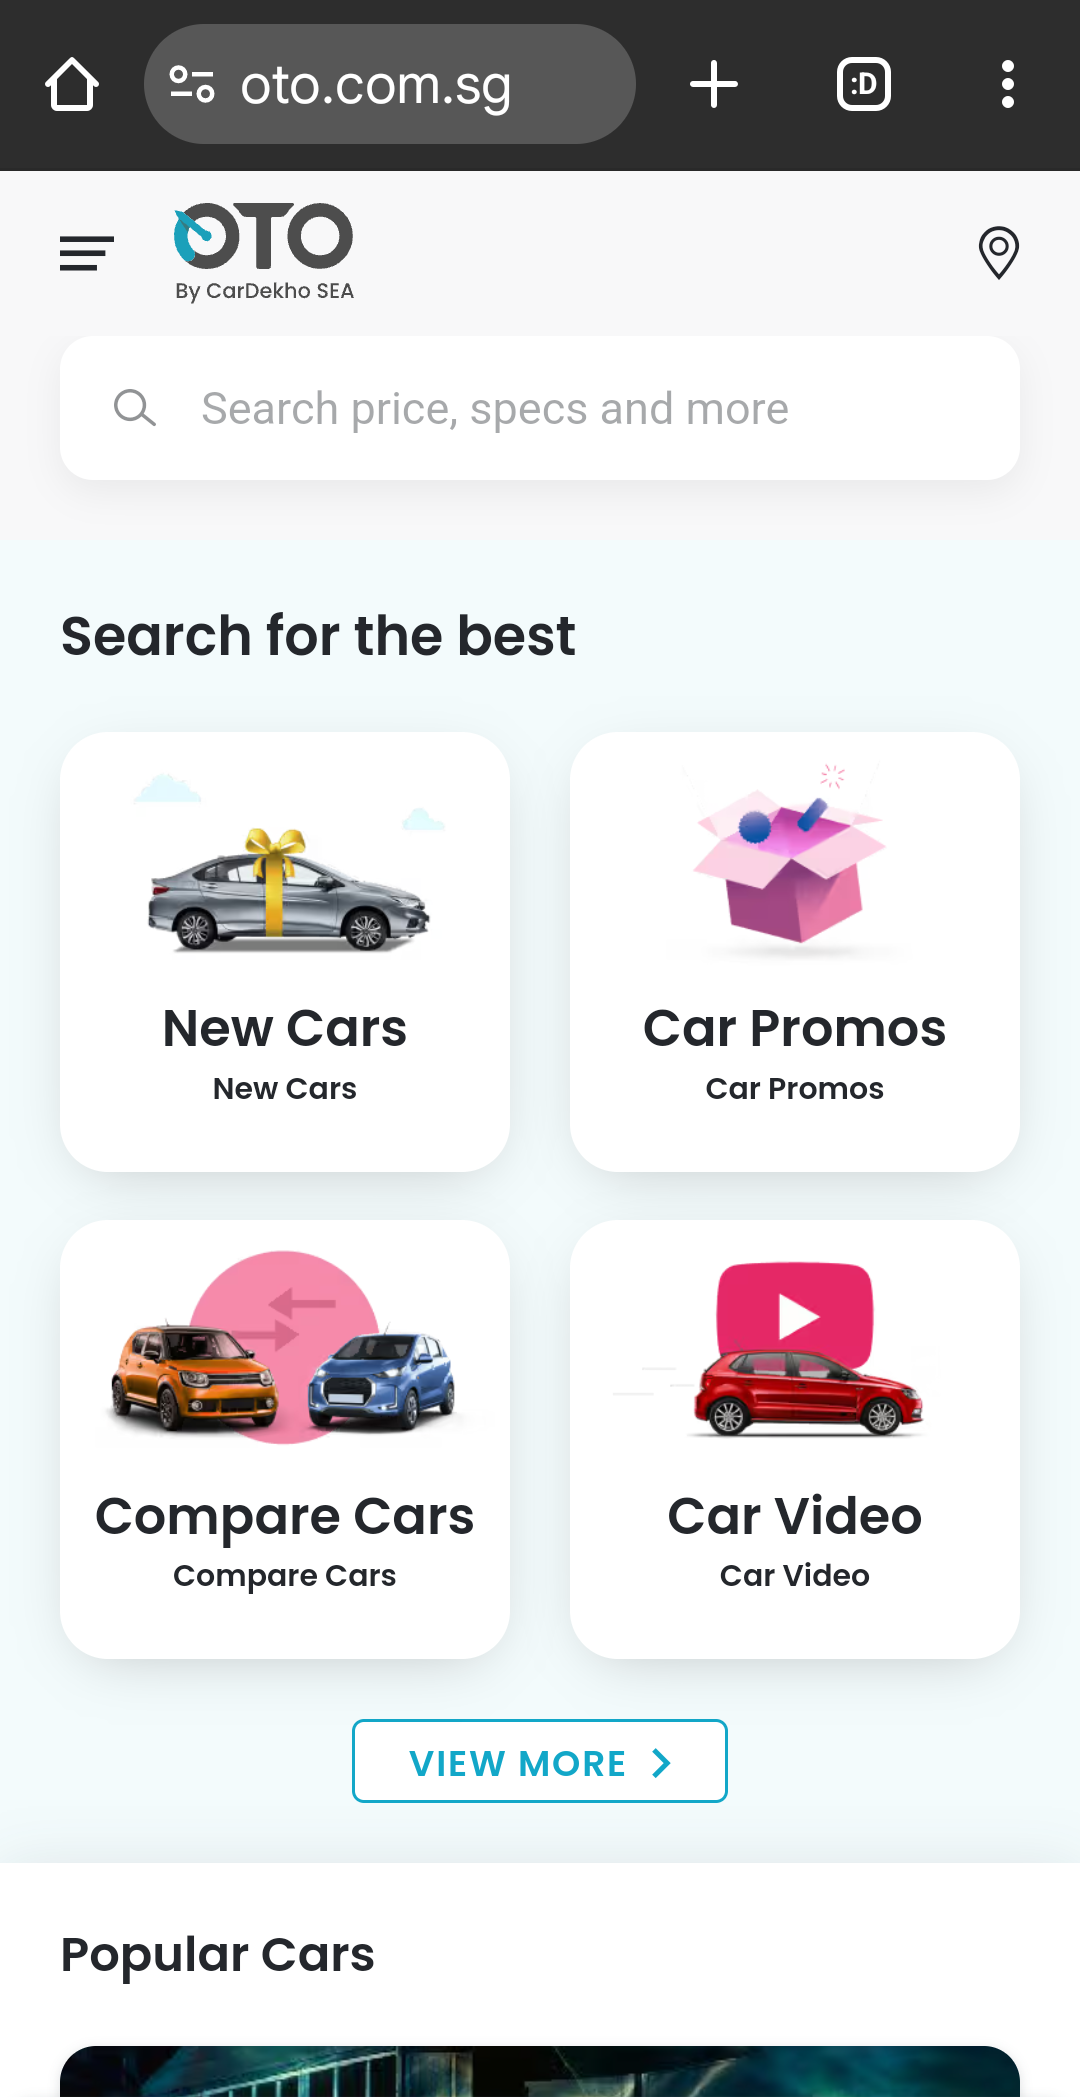 oto.com.sg
:D
OTO
By CarDekho SEA
Search price, specs and more
Search for the best
New Cars
New Cars
Car Promos
Car Promos
Compare Cars
Compare Cars
Car Video
Car Video
VIEW MORE
Popular Cars